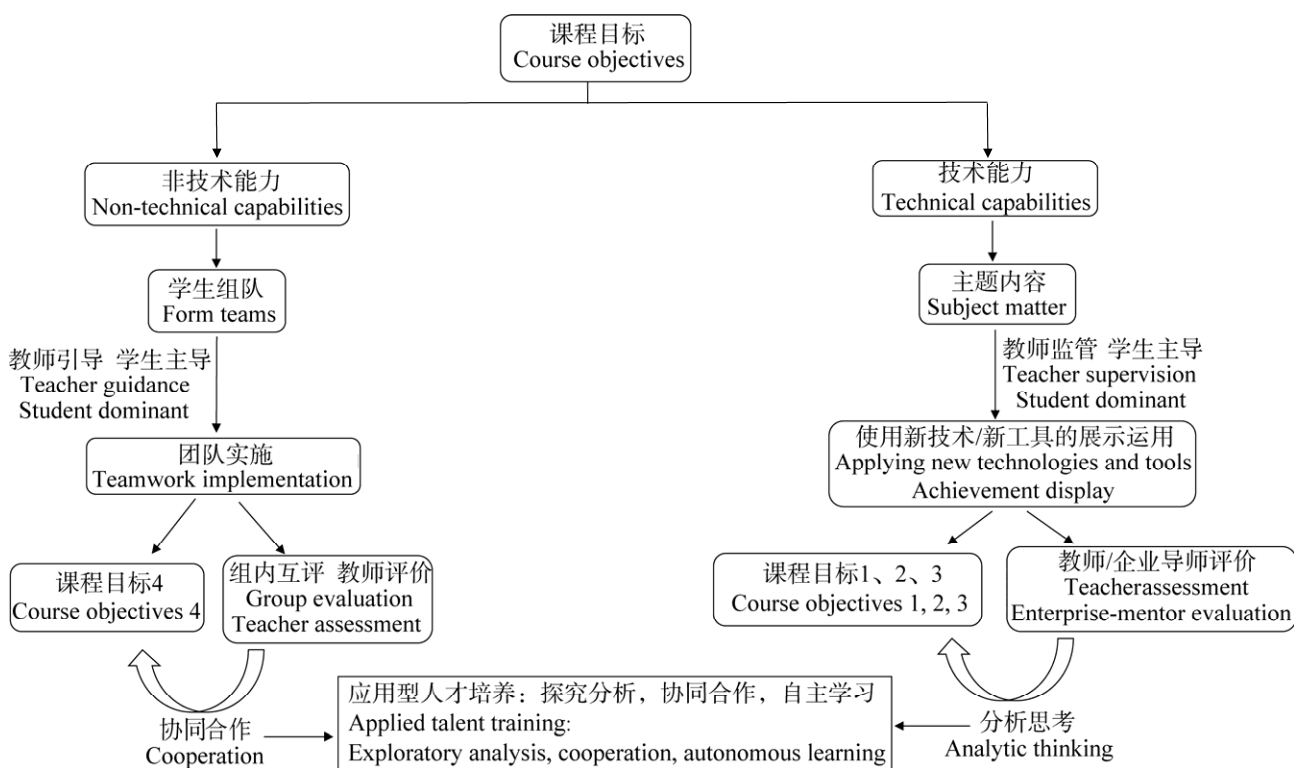 课程目标
Course objectives
非技术能力
Non-technical capabilities
技术能力
Technical capabilities
学生组队
Form teams
主题内容
Subject matter
教师引导 学生主导
Teacher guidance
Student dominant
教师监管 学生主导
Teacher supervision
Student dominant
团队实施
Teamwork implementation
使用新技术/新工具的展示运用
Applying new technologies and tools
Achievement display
课程目标4
Course objectives 4
组内互评 教师评价
Group evaluation
Teacher assessment
课程目标1、2、3
Course objectives 1, 2, 3
教师/企业导师评价
Teacherassessment
Enterprise-mentor evaluation
协同合作
Cooperation
应用型人才培养：探究分析，协同合作，自主学习
Applied talent training:
Exploratory analysis, cooperation, autonomous learning
分析思考
Analytic thinking